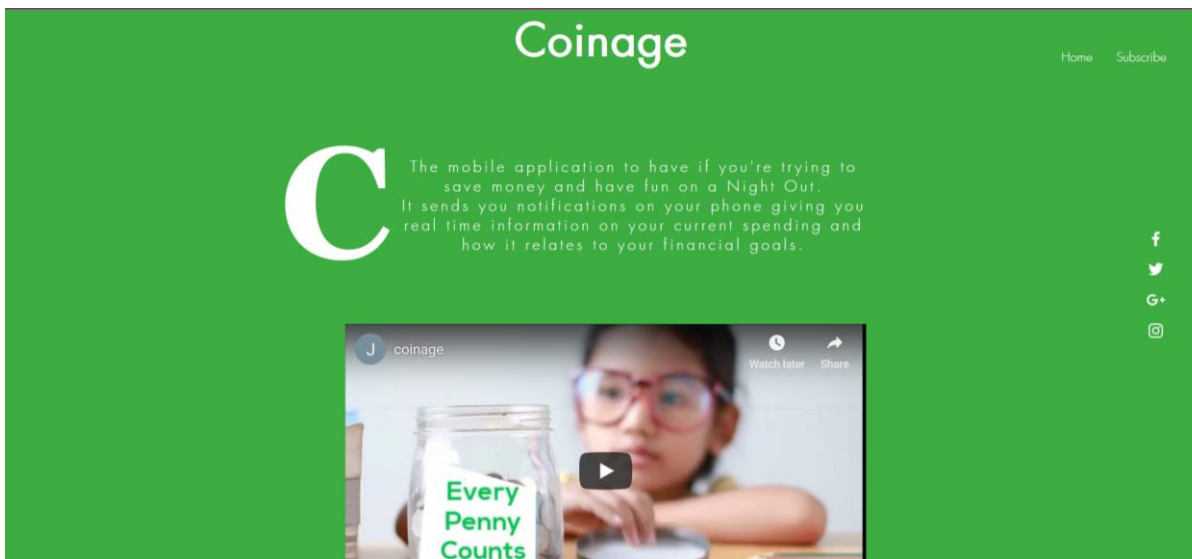 Coinage
Home Subscribe
C
The mobile application to have if you're trying to
save money and have fun on a Night Out.
It sends you notifications on your phone giving you
real time information on your current spending and
how it relates to your financial goals.
f
G+
J coinage
Watch later Share
Every
Penny
Counts